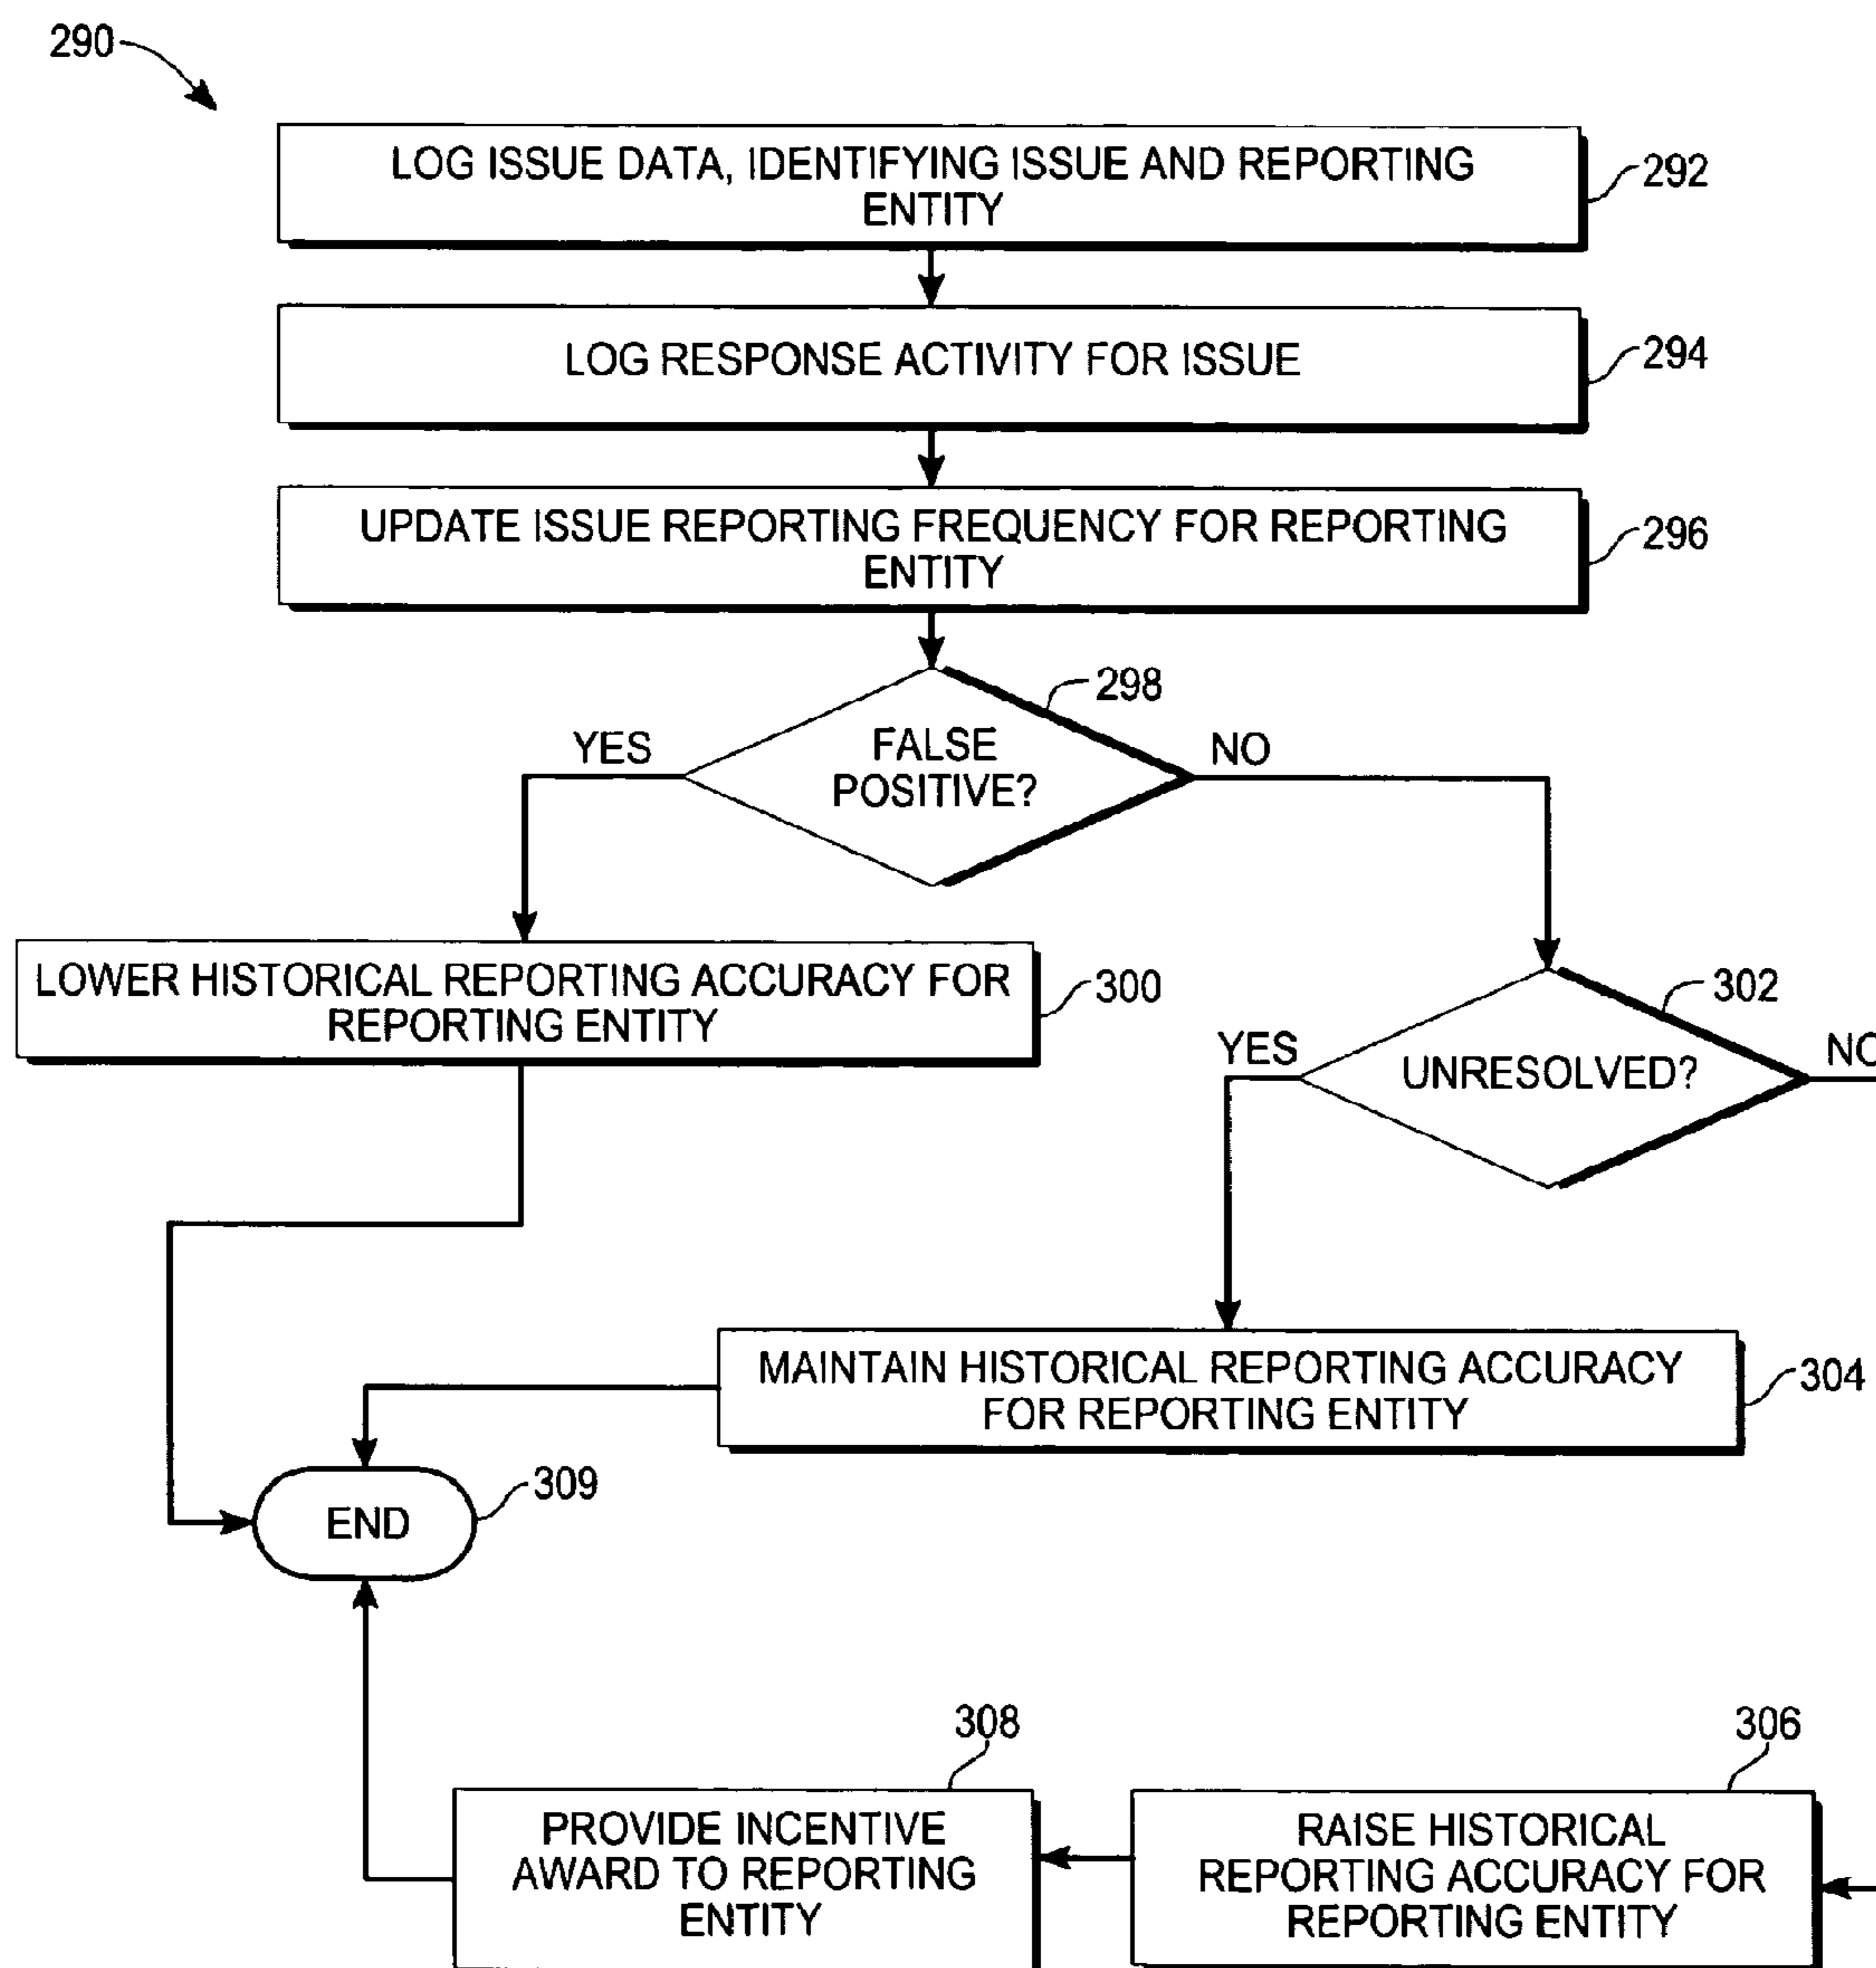 290
LOG ISSUE DATA, IDENTIFYING ISSUE AND REPORTING
ENTITY
292
LOG RESPONSE ACTIVITY FOR ISSUE
294
UPDATE ISSUE REPORTING FREQUENCY FOR REPORTING
ENTITY
296
298
YES
FALSE
POSITIVE?
NO
LOWER HISTORICAL REPORTING ACCURACY FOR
REPORTING ENTITY
300
302
YES
UNRESOLVED?
NO
MAINTAIN HISTORICAL REPORTING ACCURACY
FOR REPORTING ENTITY
304
309
END
308
PROVIDE INCENTIVE
AWARD TO REPORTING
ENTITY
306
RAISE HISTORICAL
REPORTING ACCURACY FOR
REPORTING ENTITY